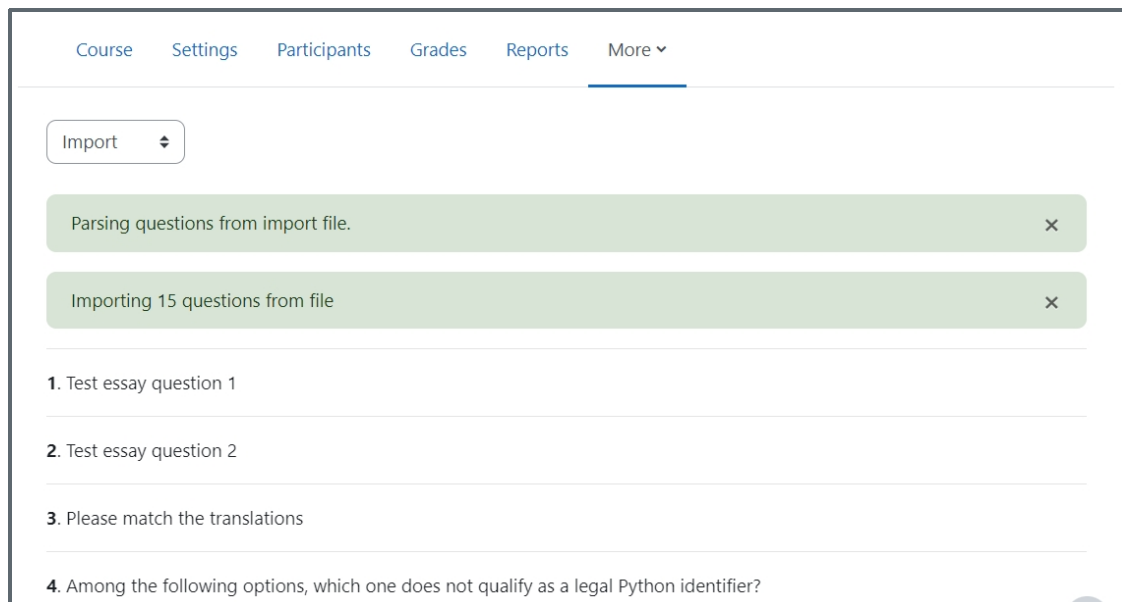 Course Settings Participants Grades Reports More
Import
Parsing questions from import file.
Importing 15 questions from file
1. Test essay question 1
2. Test essay question 2
3. Please match the translations
4. Among the following options, which one does not qualify as a legal Python identifier?